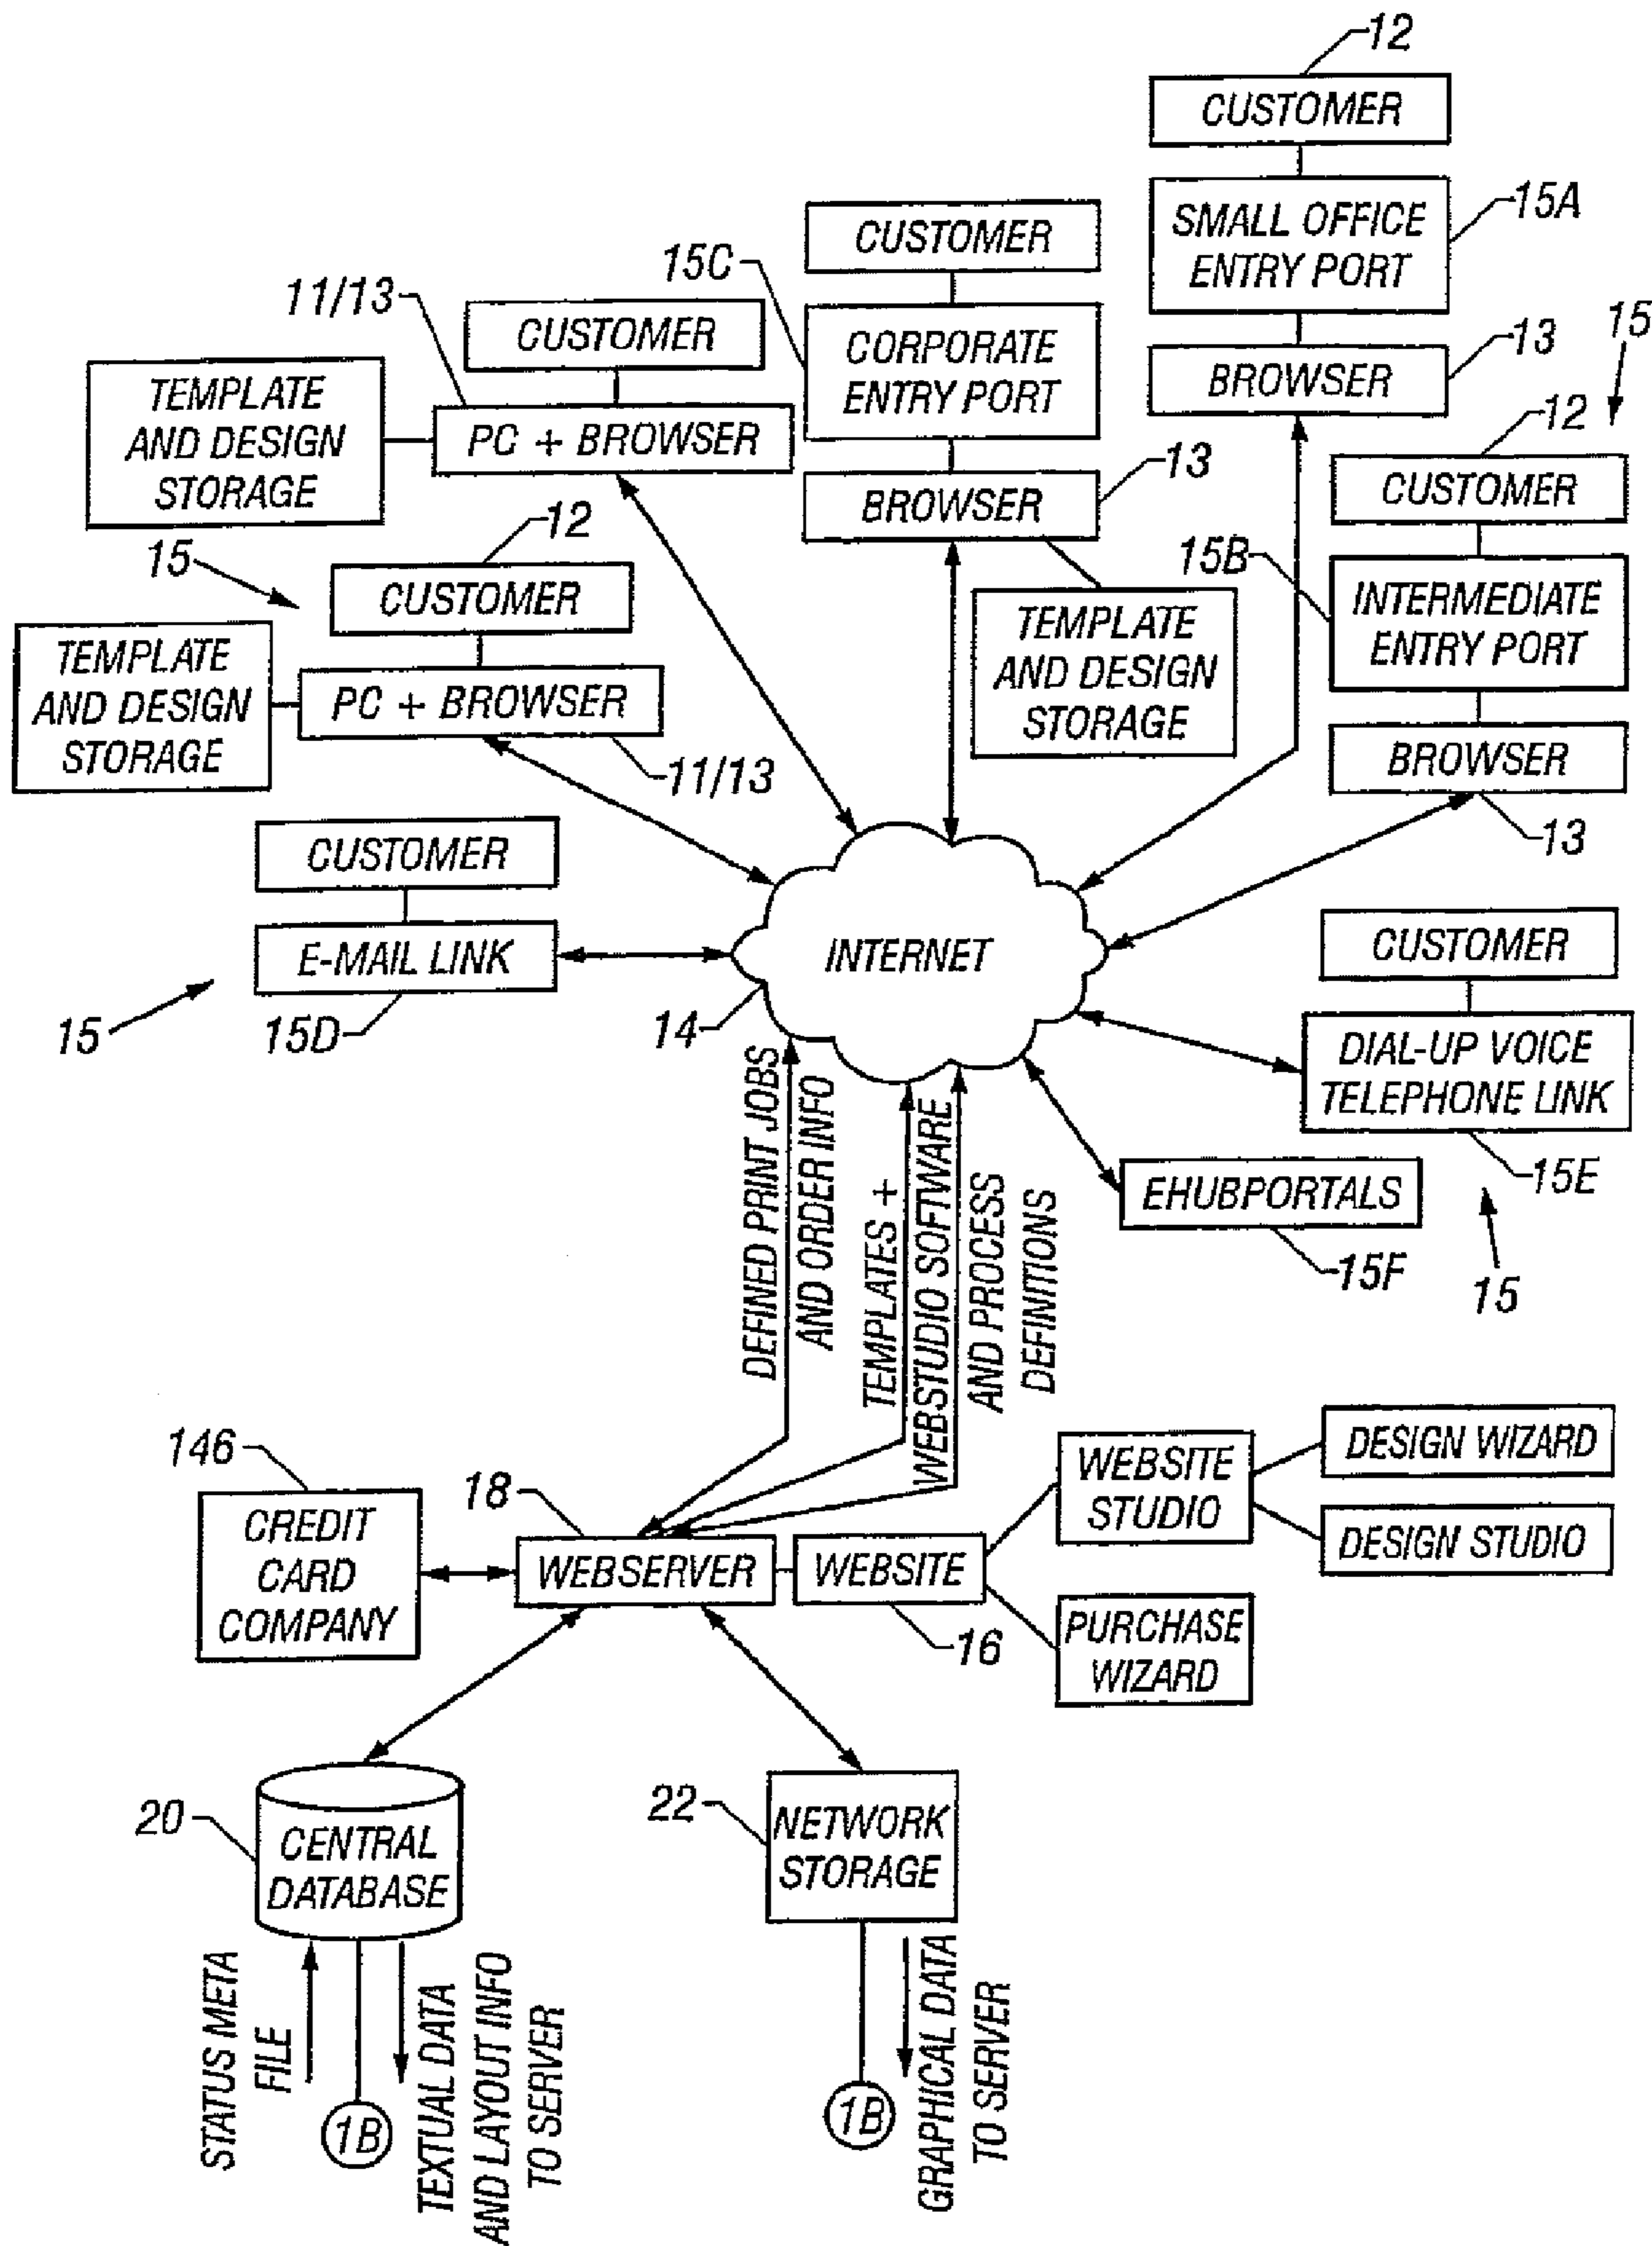 12
CUSTOMER
SMALL OFFICE
ENTRY PORT
15A
BROWSER
13
15
12
CUSTOMER
15B
INTERMEDIATE
ENTRY PORT
BROWSER
13
CUSTOMER
15C
CORPORATE
ENTRY PORT
BROWSER
13
TEMPLATE
AND DESIGN
STORAGE
11/13
CUSTOMER
TEMPLATE
AND DESIGN
STORAGE
PC + BROWSER
15
12
CUSTOMER
TEMPLATE
AND DESIGN
STORAGE
PC + BROWSER
11/13
CUSTOMER
E-MAIL LINK
15
15D
INTERNET
14
CUSTOMER
DIAL-UP VOICE
TELEPHONE LINK
15E
EHUBPORTALS
15F
15
DEFINED PRINT JOBS
AND ORDER INFO
TEMPLATES +
WEBSTUDIO SOFTWARE
AND PROCESS
DEFINITIONS
146
CREDIT
CARD
COMPANY
18
WEBSERVER
WEBSITE
16
WEBSITE
STUDIO
DESIGN WIZARD
DESIGN STUDIO
PURCHASE
WIZARD
20
CENTRAL
DATABASE
22
NETWORK
STORAGE
STATUS META
FILE
1B
TEXTUAL DATA
AND LAYOUT INFO
TO SERVER
1B
GRAPHICAL DATA
TO SERVER